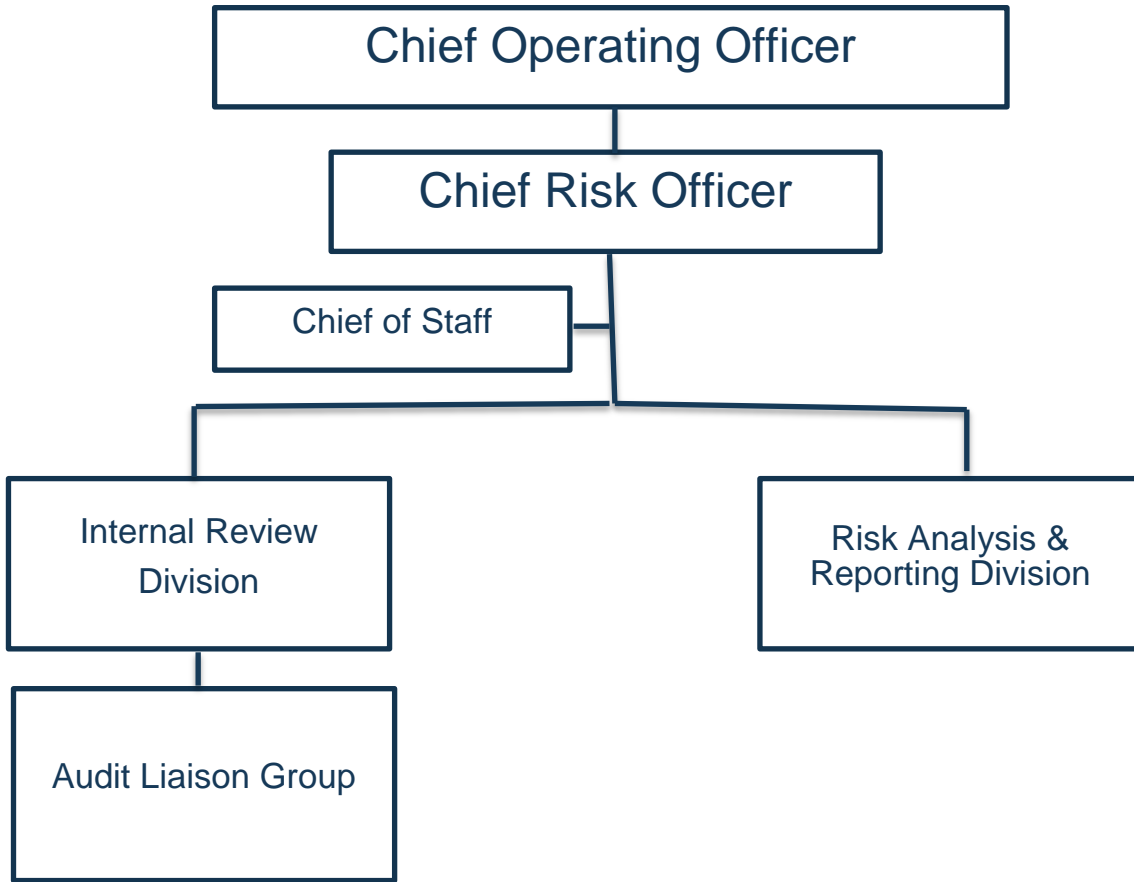 Chief Operating Officer
Chief Risk Officer
Chief of Staff
Internal Review
Division
Risk Analysis &
Reporting Division
Audit Liaison Group